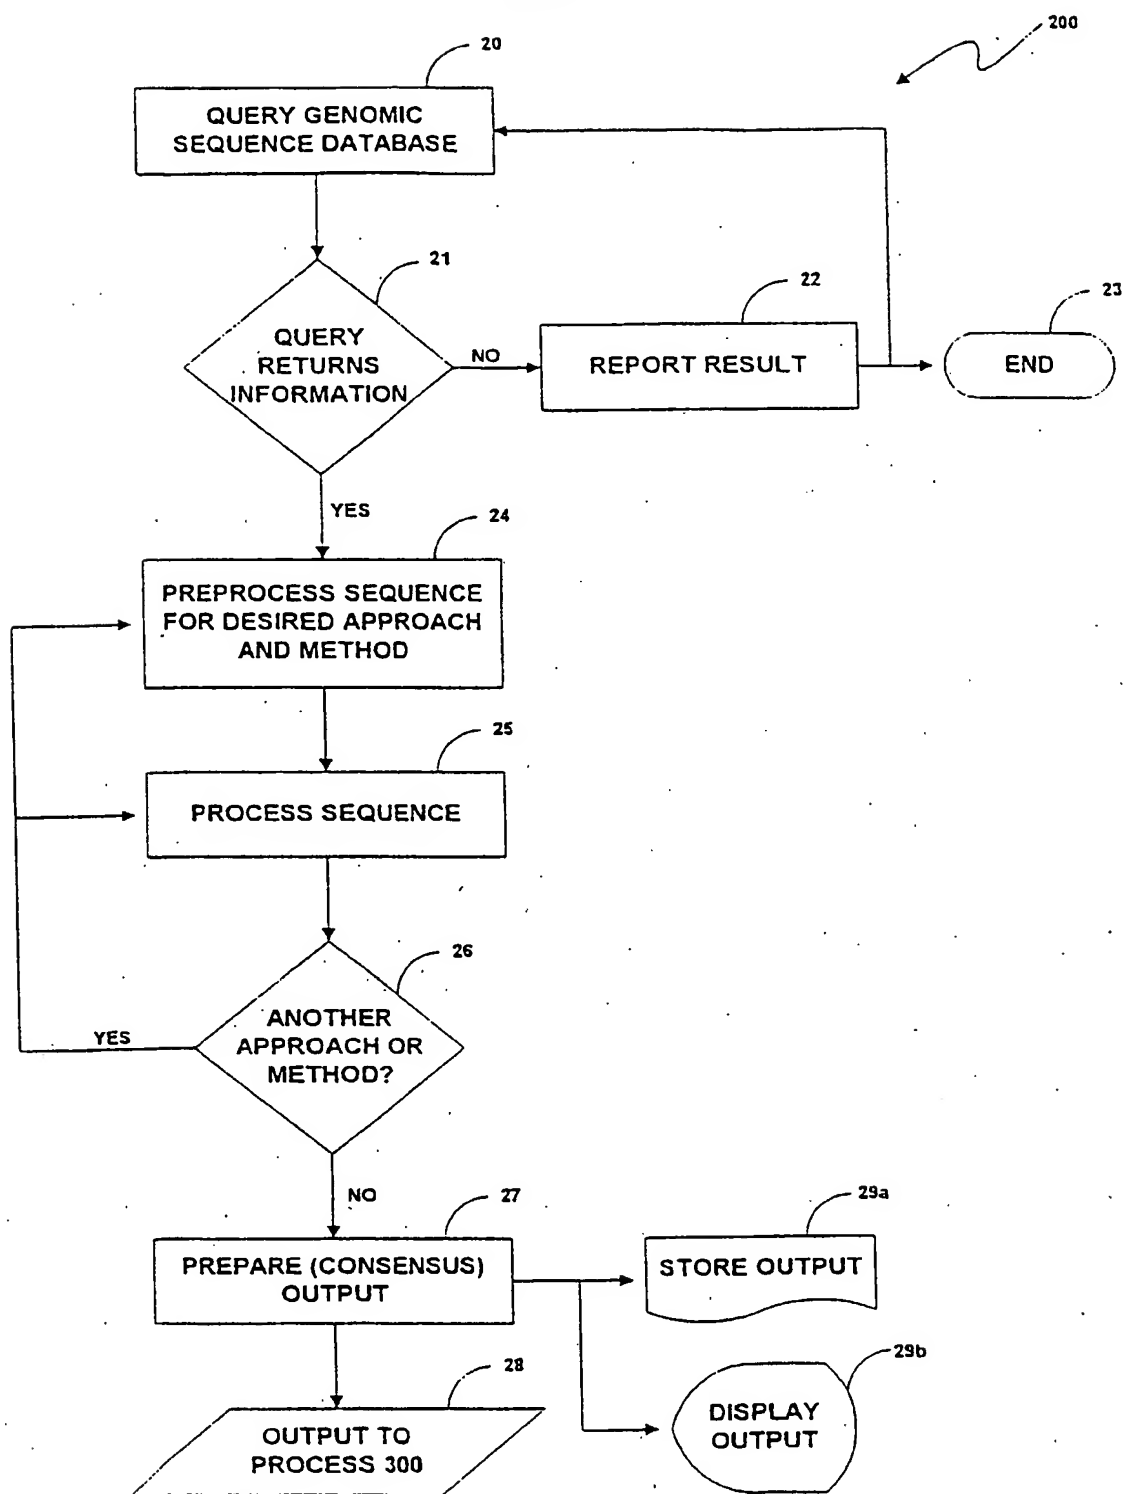 200
20
QUERY GENOMIC
SEQUENCE DATABASE
21
QUERY
RETURNS
INFORMATION
NO
22
REPORT RESULT
23
END
YES
24
PREPROCESS SEQUENCE
FOR DESIRED APPROACH
AND METHOD
25
PROCESS SEQUENCE
26
ANOTHER
APPROACH OR
METHOD?
YES
NO
27
PREPARE (CONSENSUS)
OUTPUT
29a
STORE OUTPUT
29b
DISPLAY
OUTPUT
28
OUTPUT TO
PROCESS 300